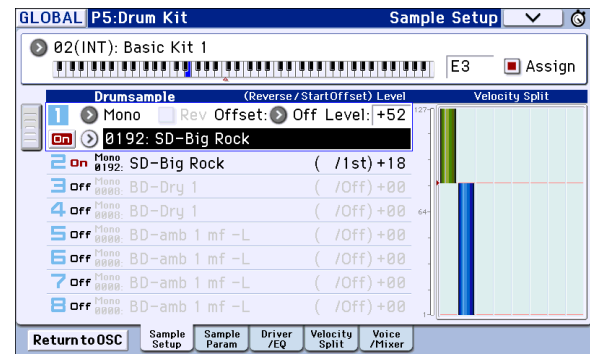 GLOBAL P5:Drum Kit Sample Setup
02(INT): Basic Kit 1
E3 Assign
Drumsample (Reverse/StartOffset) Level Velocity Split
1 Mono Rev Offset: Off Level: +52 127
On 0192: SD-Big Rock
2 On Mono 0192: SD-Big Rock ( /1st) +18
3 Off Mono 0008: BD-Dry 1 ( /Off) +00
4 Off Mono 0008: BD-Dry 1 ( /Off) +00 64
5 Off Mono 0000: BD-amb 1 mf -L ( /Off) +00
6 Off Mono 0000: BD-amb 1 mf -L ( /Off) +00
7 Off Mono 0000: BD-amb 1 mf -L ( /Off) +00
8 Off Mono 0000: BD-amb 1 mf -L ( /Off) +00 1
Return to OSC Sample Setup Sample Param Driver /EQ Velocity Split Voice /Mixer